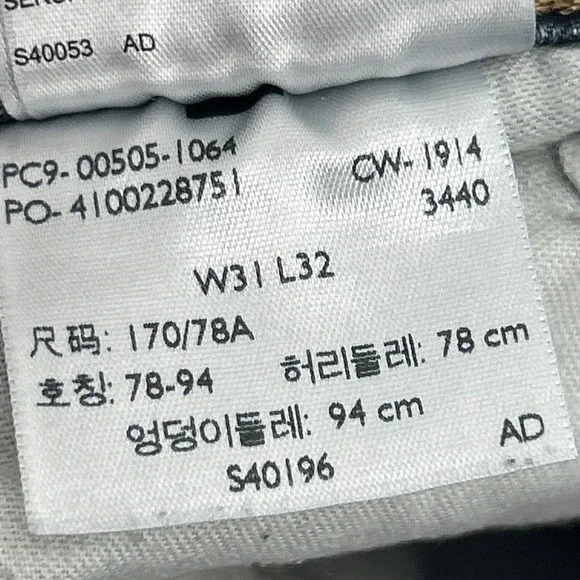 S40053 AD
PC9-00505-1064
PO-4100228751
CW-1914
3440
W31 L32
尺码: 170/78A
호칭: 78-94 허리둘레: 78 cm
엉덩이둘레: 94 cm
S40196 AD